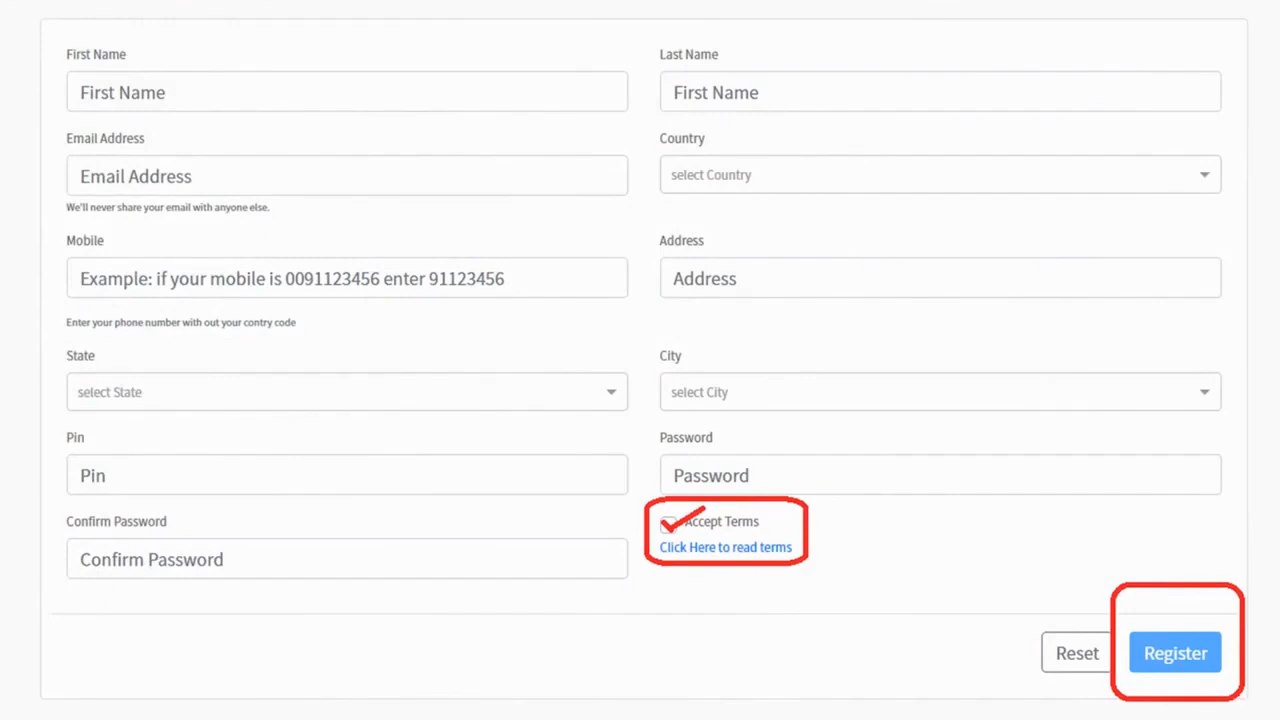 First Name
Last Name
First Name
First Name
Email Address
Country
Email Address
select Country
We'll never share your email with anyone else.
Mobile
Address
Example: if your mobile is 0091123456 enter 91123456
Address
Enter your phone number with out your contry code
State
City
select State
select City
Pin
Password
Pin
Password
Confirm Password
Accept Terms
Click Here to read terms
Confirm Password
Reset
Register